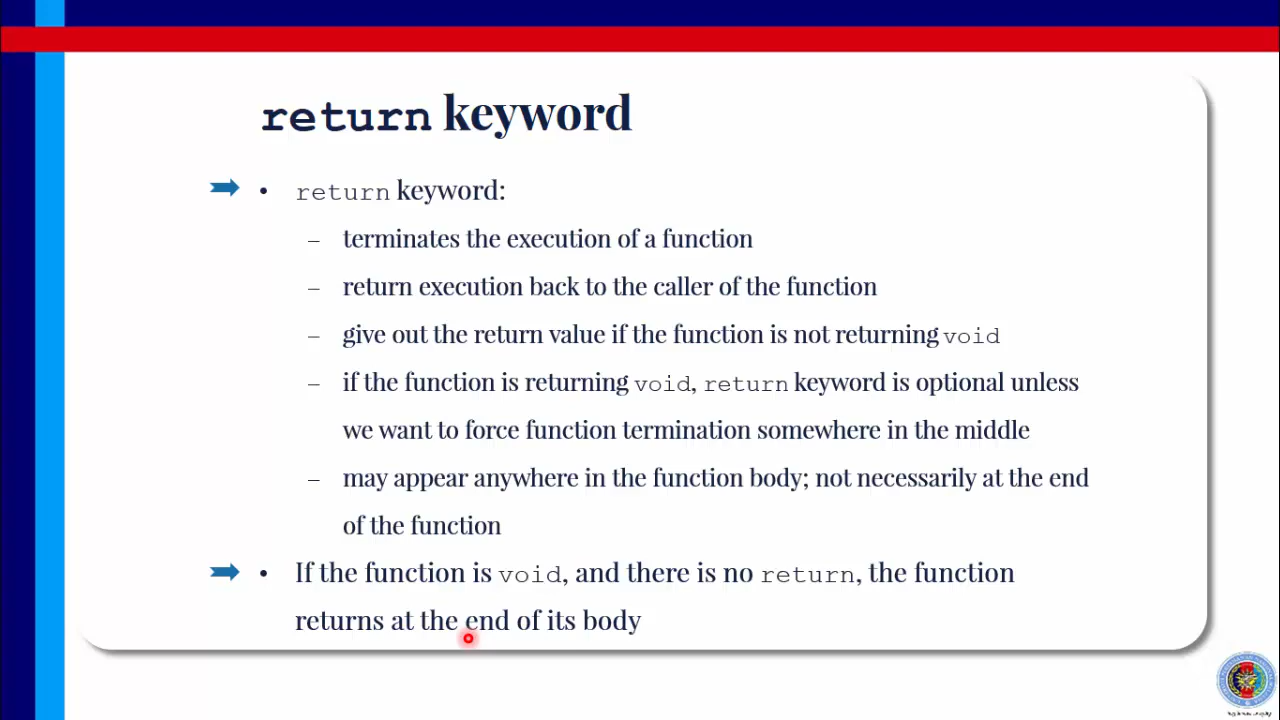 return keyword
• return keyword:
– terminates the execution of a function
– return execution back to the caller of the function
– give out the return value if the function is not returning void
– if the function is returning void, return keyword is optional unless
we want to force function termination somewhere in the middle
– may appear anywhere in the function body; not necessarily at the end
of the function
• If the function is void, and there is no return, the function
returns at the end of its body